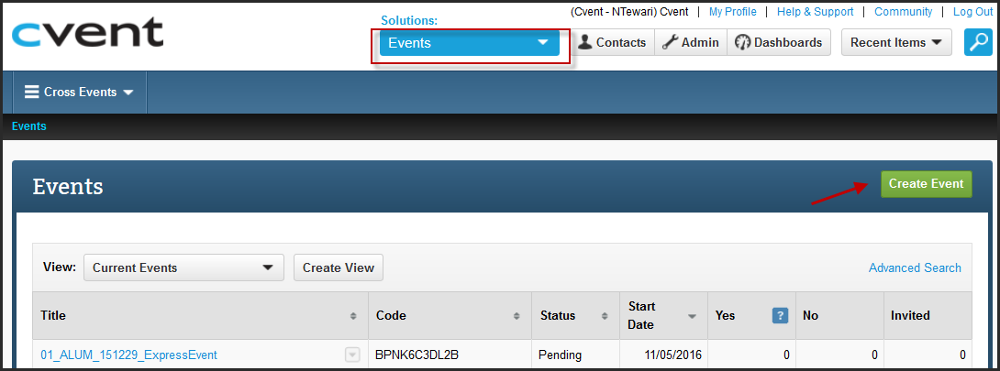 Solutions:
(Cvent - NTewari) Cvent | My Profile | Help & Support | Community | Log Out
cvent
Events
Contacts
Admin
Dashboards
Recent Items
Cross Events
Events
Events
Create Event
View:
Current Events
Create View
Advanced Search
Title
Code
Status
Start
Date
Yes
?
No
Invited
01_ALUM_151229_ExpressEvent
BPNK6C3DL2B
Pending
11/05/2016
0
0
0